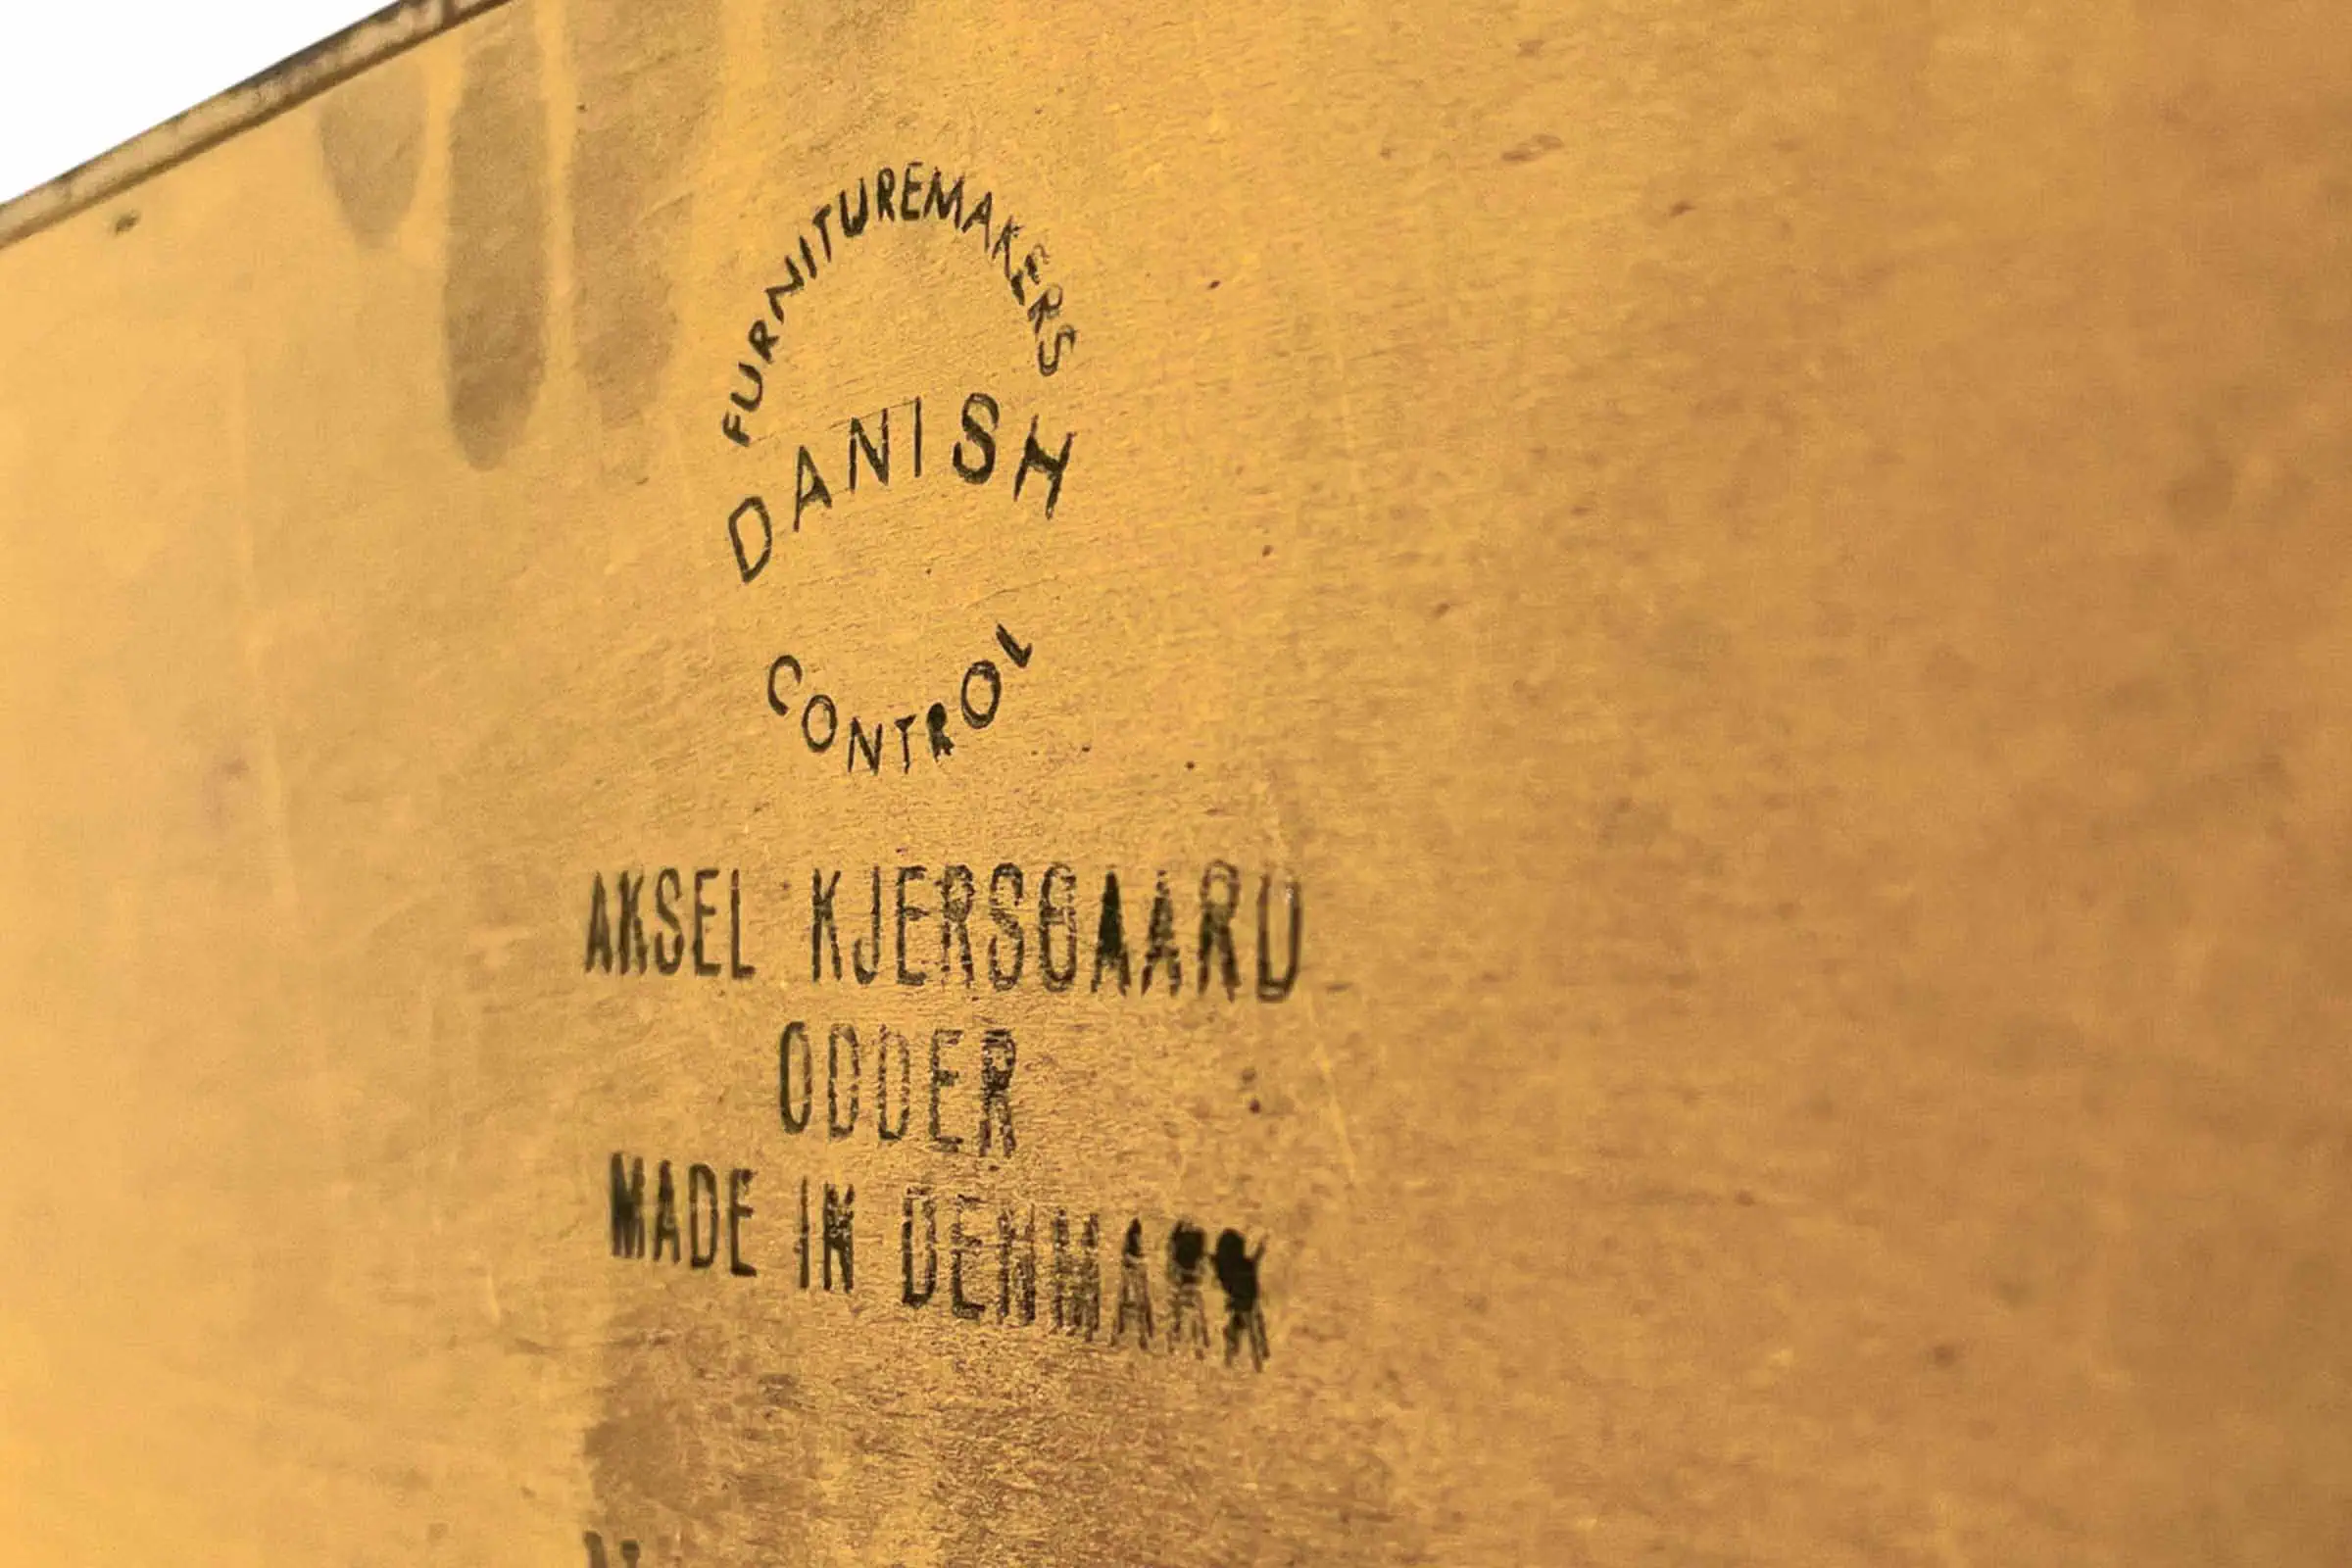 FURNITUREMAKERS
DANISH
CONTROL
AKSEL KJERSGAARD
ODDER
MADE IN DENMARK